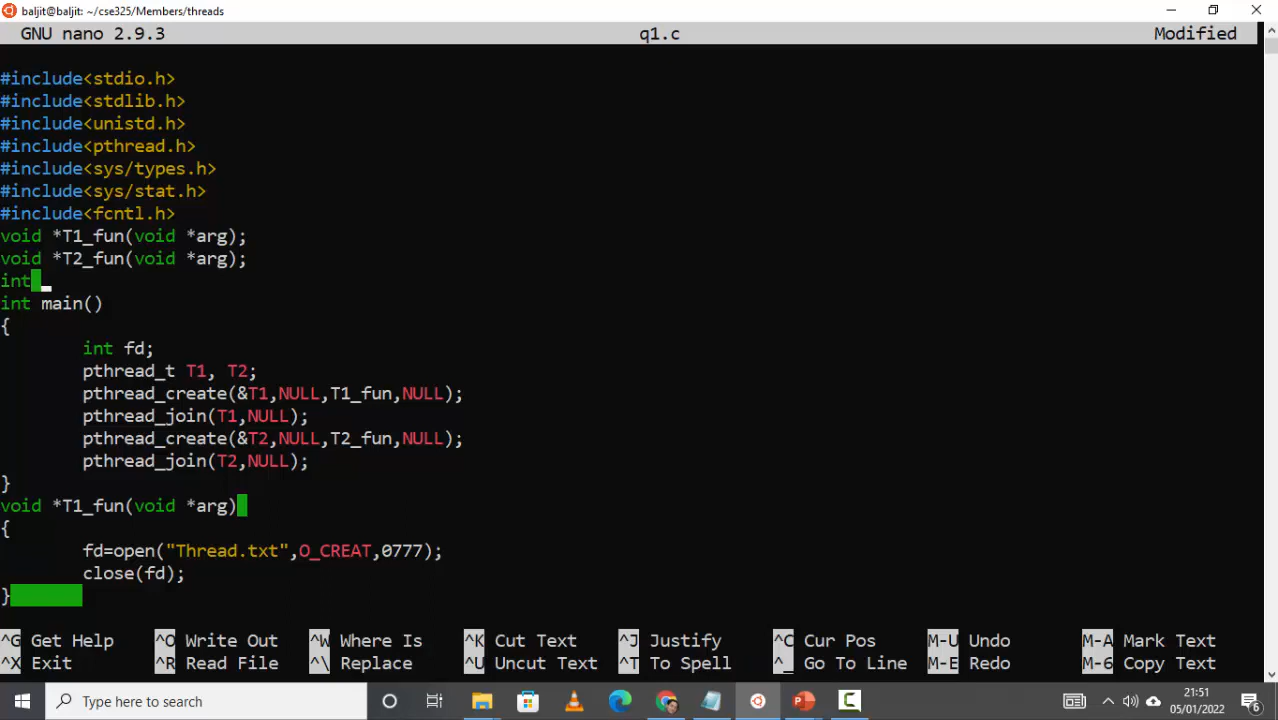 baljit@baljit: ~/cse325/Members/threads
GNU nano 2.9.3 q1.c Modified
#include<stdio.h>
#include<stdlib.h>
#include<unistd.h>
#include<pthread.h>
#include<sys/types.h>
#include<sys/stat.h>
#include<fcntl.h>
void *T1_fun(void *arg);
void *T2_fun(void *arg);
int
int main()
{
int fd;
pthread_t T1, T2;
pthread_create(&T1,NULL,T1_fun,NULL);
pthread_join(T1,NULL);
pthread_create(&T2,NULL,T2_fun,NULL);
pthread_join(T2,NULL);
}
void *T1_fun(void *arg)
{
fd=open("Thread.txt",O_CREAT,0777);
close(fd);
}
^G Get Help ^O Write Out ^W Where Is ^K Cut Text ^J Justify ^C Cur Pos M-U Undo M-A Mark Text
^X Exit ^R Read File ^\ Replace ^U Uncut Text ^T To Spell ^_ Go To Line M-E Redo M-6 Copy Text
Type here to search
21:51
05/01/2022
6